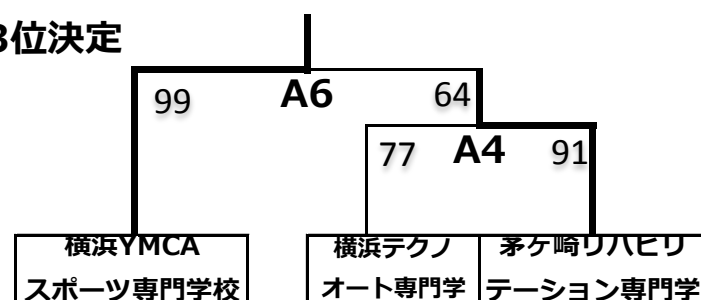 3位決定
99 A6 64
77 A4 91
横浜YMCA
スポーツ専門学校
横浜テクノ
オート専門学
茅ヶ崎リハビリ
テーション専門学